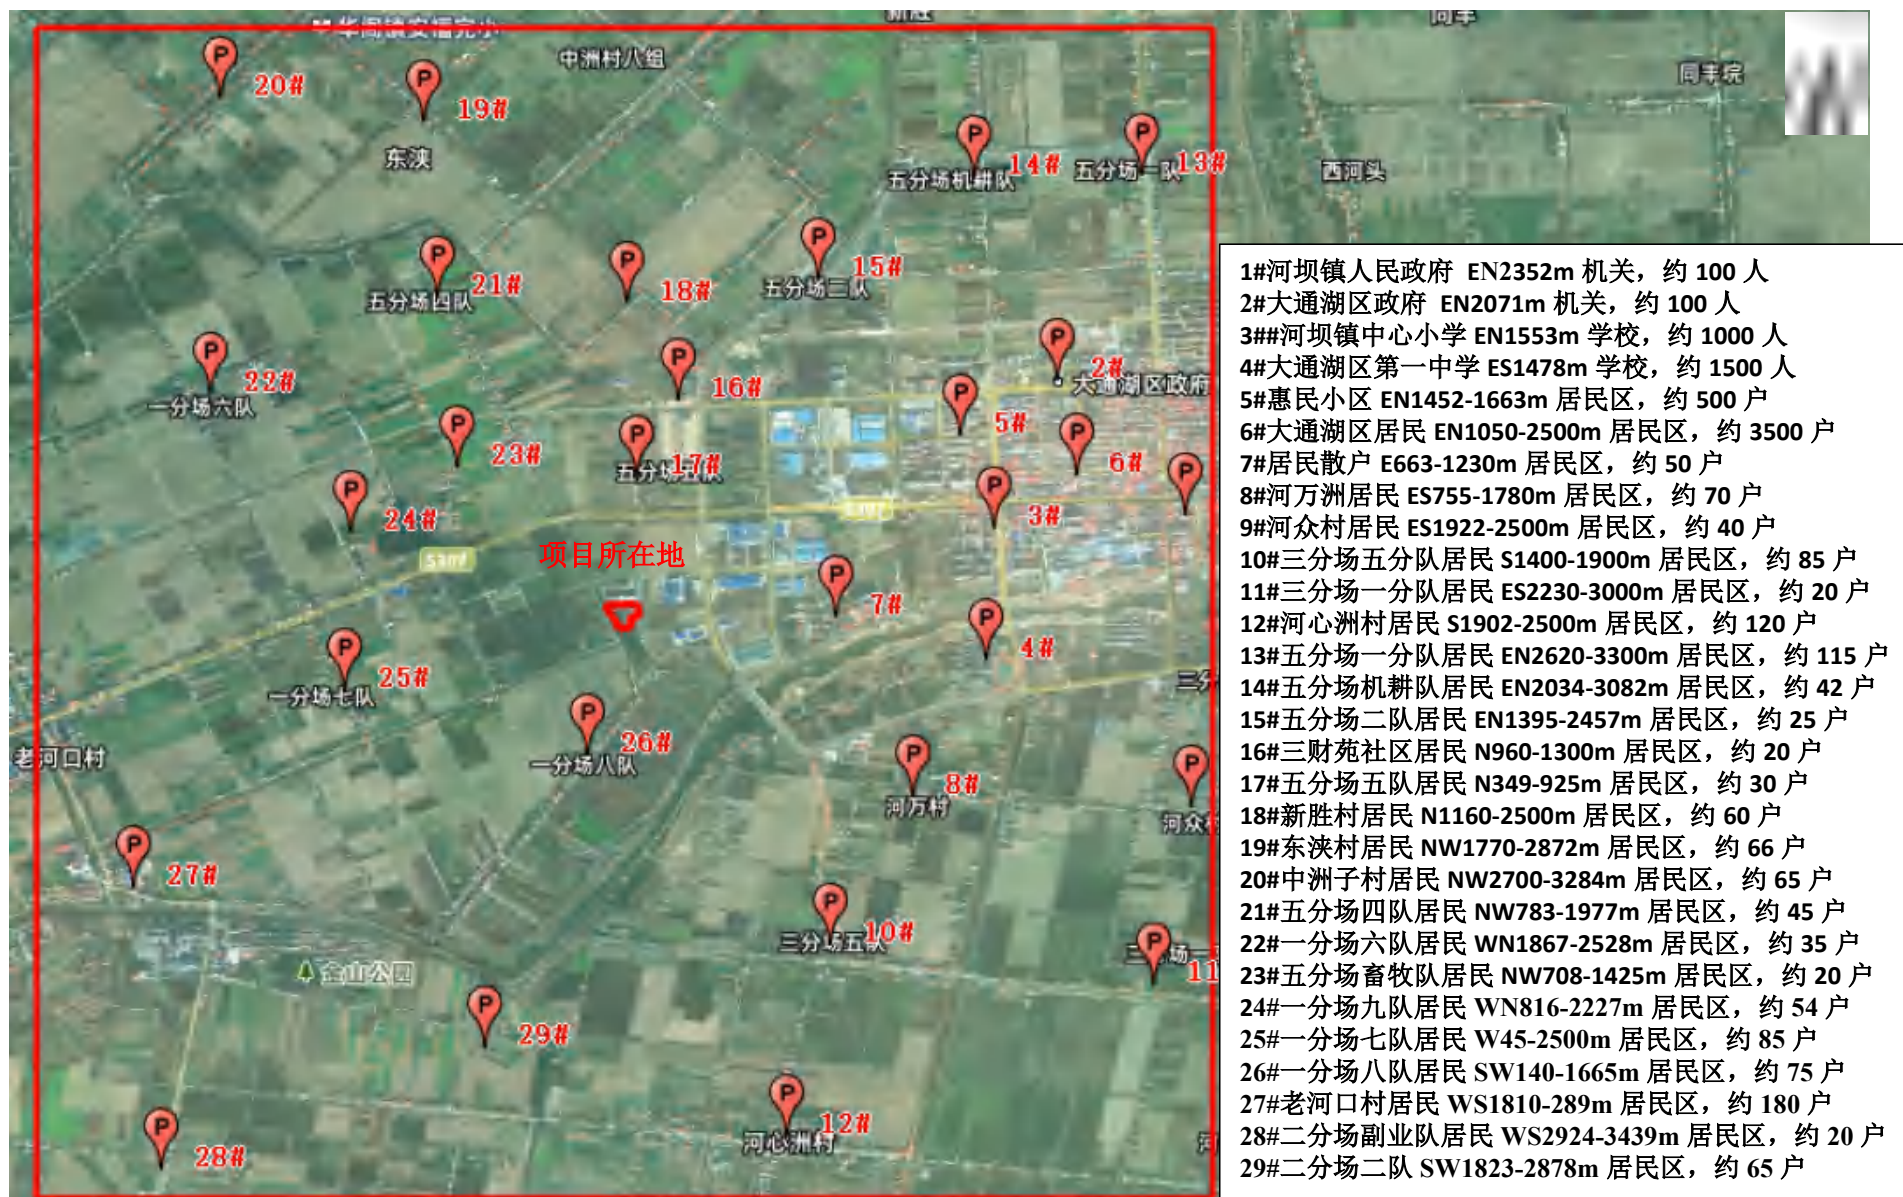 华阁镇安福完小
新胜
同丰
中洲村八组
同丰垸
20#
19#
东浃
14#
13#
五分场机耕队
五分场一队
西河头
21#
五分场四队
18#
15#
五分场二队
22#
一分场六队
16#
2#
大通湖区政府
23#
17#
五分场五队
5#
6#
24#
3#
项目所在地
7#
4#
25#
一分场七队
三分
26#
一分场八队
老河口村
8#
河万村
河众村
27#
10#
三分场五队
11
金山公园
29#
12#
河心洲村
28#
河
1#河坝镇人民政府 EN2352m 机关，约 100 人
2#大通湖区政府 EN2071m 机关，约 100 人
3##河坝镇中心小学 EN1553m 学校，约 1000 人
4#大通湖区第一中学 ES1478m 学校，约 1500 人
5#惠民小区 EN1452-1663m 居民区，约 500 户
6#大通湖区居民 EN1050-2500m 居民区，约 3500 户
7#居民散户 E663-1230m 居民区，约 50 户
8#河万洲居民 ES755-1780m 居民区，约 70 户
9#河众村居民 ES1922-2500m 居民区，约 40 户
10#三分场五分队居民 S1400-1900m 居民区，约 85 户
11#三分场一分队居民 ES2230-3000m 居民区，约 20 户
12#河心洲村居民 S1902-2500m 居民区，约 120 户
13#五分场一分队居民 EN2620-3300m 居民区，约 115 户
14#五分场机耕队居民 EN2034-3082m 居民区，约 42 户
15#五分场二队居民 EN1395-2457m 居民区，约 25 户
16#三财苑社区居民 N960-1300m 居民区，约 20 户
17#五分场五队居民 N349-925m 居民区，约 30 户
18#新胜村居民 N1160-2500m 居民区，约 60 户
19#东浃村居民 NW1770-2872m 居民区，约 66 户
20#中洲子村居民 NW2700-3284m 居民区，约 65 户
21#五分场四队居民 NW783-1977m 居民区，约 45 户
22#一分场六队居民 WN1867-2528m 居民区，约 35 户
23#五分场畜牧队居民 NW708-1425m 居民区，约 20 户
24#一分场九队居民 WN816-2227m 居民区，约 54 户
25#一分场七队居民 W45-2500m 居民区，约 85 户
26#一分场八队居民 SW140-1665m 居民区，约 75 户
27#老河口村居民 WS1810-289m 居民区，约 180 户
28#二分场副业队居民 WS2924-3439m 居民区，约 20 户
29#二分场二队 SW1823-2878m 居民区，约 65 户